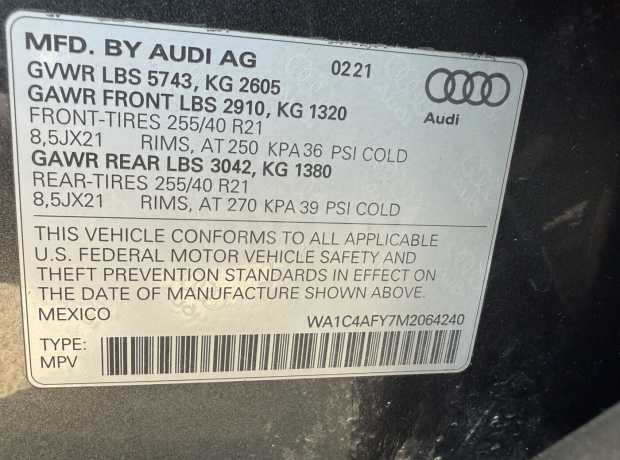 MFD. BY AUDI AG 0221
GVWR LBS 5743, KG 2605
GAWR FRONT LBS 2910, KG 1320
FRONT-TIRES 255/40 R21
8,5JX21 RIMS, AT 250 KPA 36 PSI COLD
GAWR REAR LBS 3042, KG 1380
REAR-TIRES 255/40 R21
8,5JX21 RIMS, AT 270 KPA 39 PSI COLD
Audi
THIS VEHICLE CONFORMS TO ALL APPLICABLE
U.S. FEDERAL MOTOR VEHICLE SAFETY AND
THEFT PREVENTION STANDARDS IN EFFECT ON
THE DATE OF MANUFACTURE SHOWN ABOVE.
MEXICO WA1C4AFY7M2064240
TYPE:
MPV